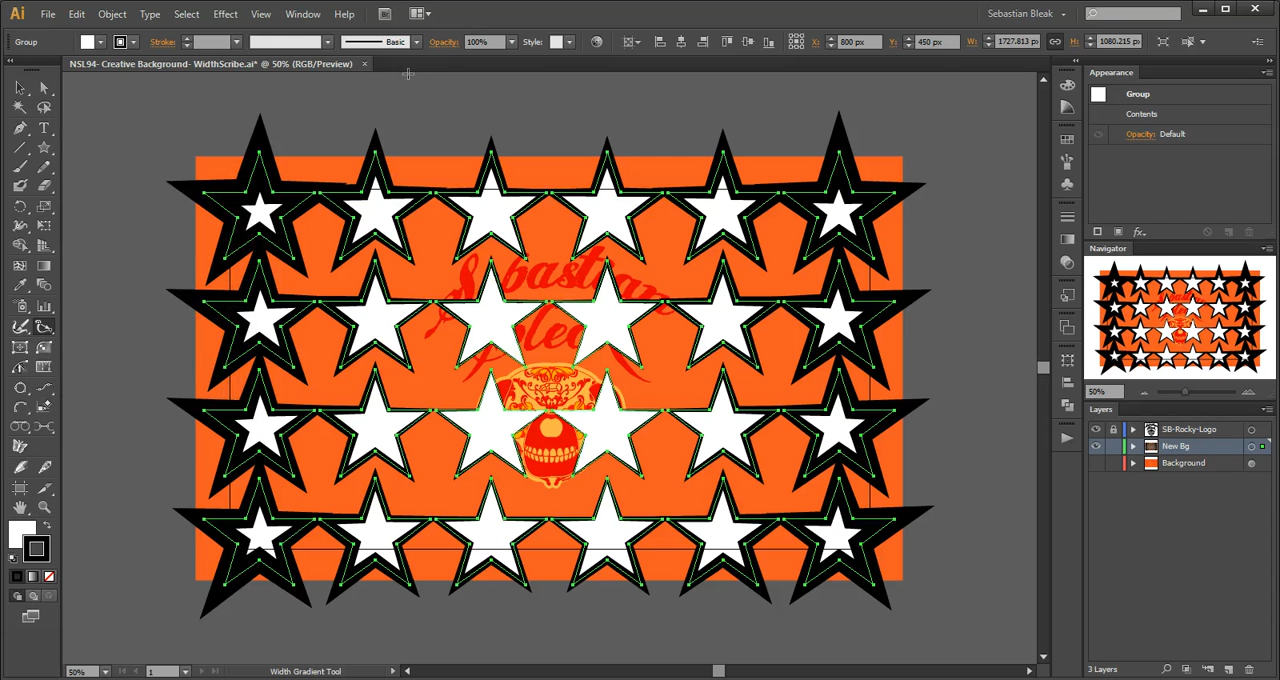 Ai File Edit Object Type Select Effect View Window Help Sebastian Bleak
Group Stroke: Basic Opacity: 100% Style: X: 800 px Y: 450 px W: 1727.813 px H: 1080.215 px
NSL94- Creative Background- WidthScribe.ai* @ 50% (RGB/Preview)
Appearance
Group
Contents
Opacity: Default
fx
Navigator
50%
Layers
SB-Rocky-Logo
New Bg
Background
50% 1 Width Gradient Tool 3 Layers